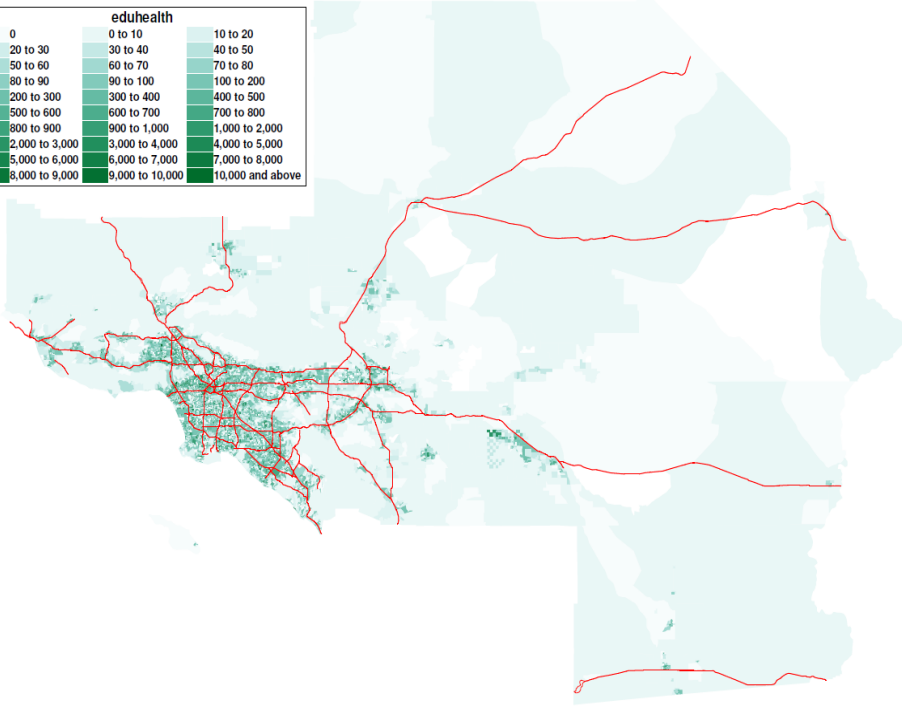 eduhealth
0 0 to 10 10 to 20
20 to 30 30 to 40 40 to 50
50 to 60 60 to 70 70 to 80
80 to 90 90 to 100 100 to 200
200 to 300 300 to 400 400 to 500
500 to 600 600 to 700 700 to 800
800 to 900 900 to 1,000 1,000 to 2,000
2,000 to 3,000 3,000 to 4,000 4,000 to 5,000
5,000 to 6,000 6,000 to 7,000 7,000 to 8,000
8,000 to 9,000 9,000 to 10,000 10,000 and above